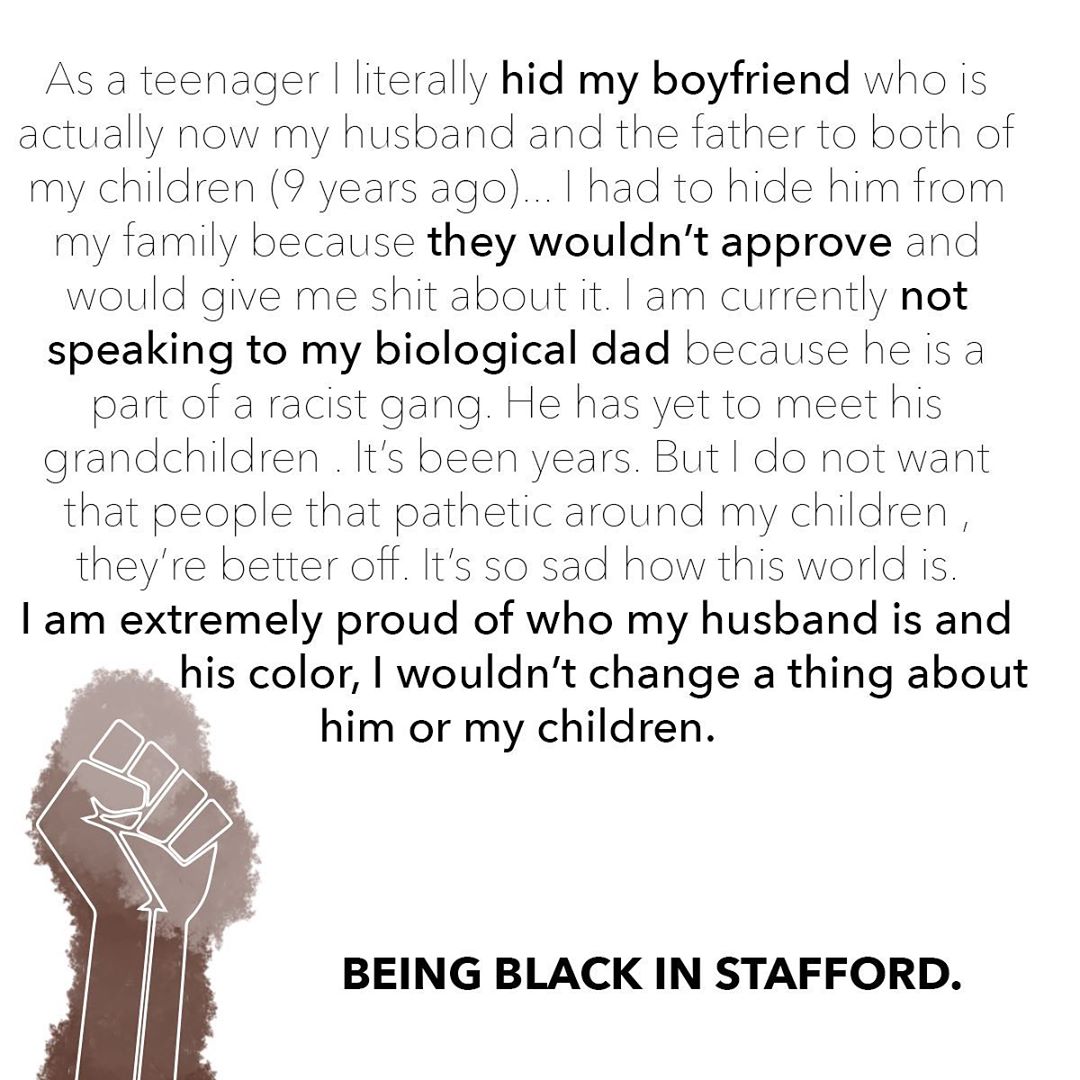 As a teenager I literally hid my boyfriend who is
actually now my husband and the father to both of
my children (9 years ago)... I had to hide him from
my family because they wouldn’t approve and
would give me shit about it. I am currently not
speaking to my biological dad because he is a
part of a racist gang. He has yet to meet his
grandchildren . It’s been years. But I do not want
that people that pathetic around my children ,
they’re better off. It’s so sad how this world is.
I am extremely proud of who my husband is and
his color, I wouldn’t change a thing about
him or my children.
BEING BLACK IN STAFFORD.